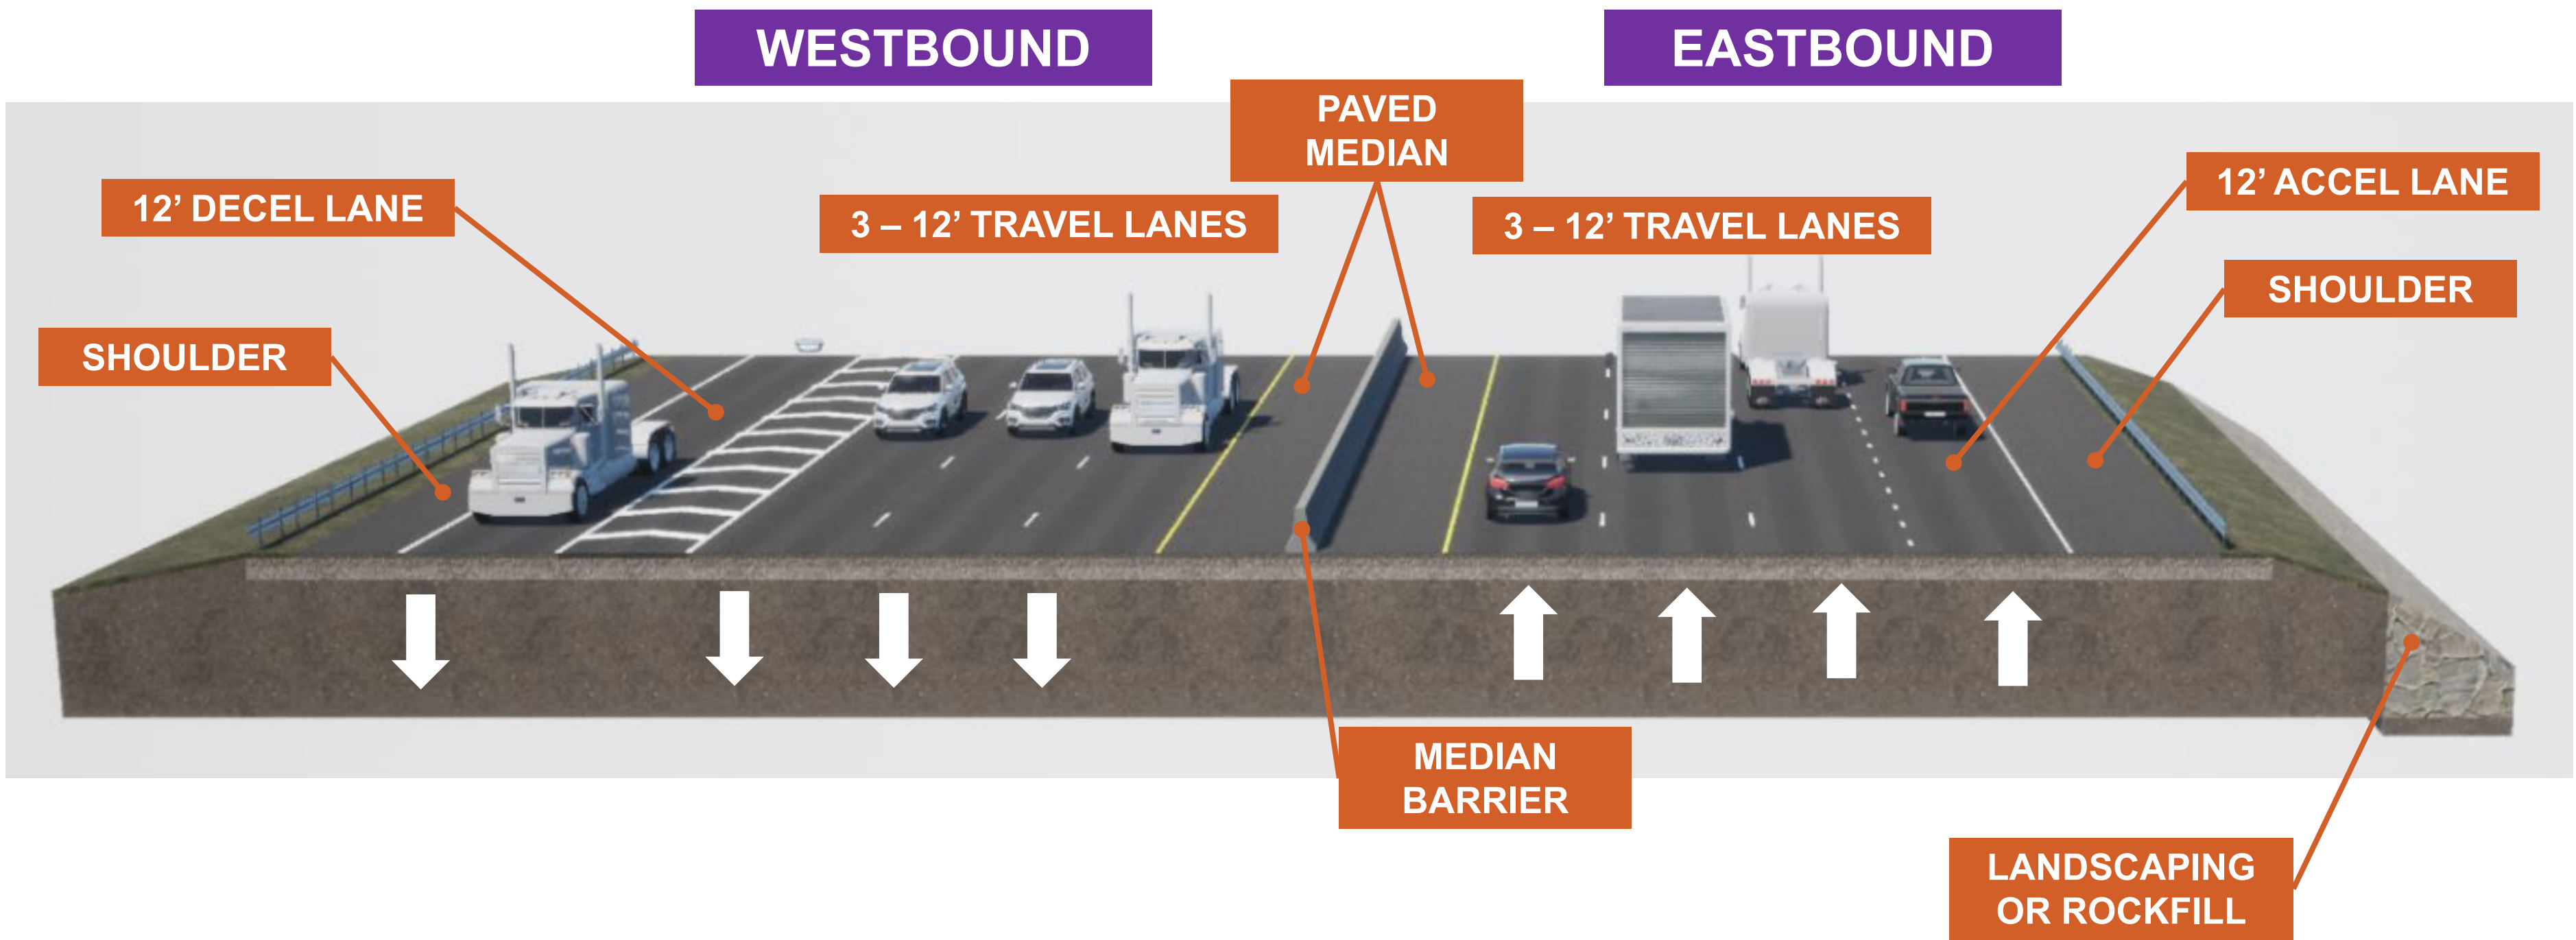 WESTBOUND
EASTBOUND
PAVED
MEDIAN
12’ DECEL LANE
3 – 12’ TRAVEL LANES
3 – 12’ TRAVEL LANES
12’ ACCEL LANE
SHOULDER
SHOULDER
MEDIAN
BARRIER
LANDSCAPING
OR ROCKFILL